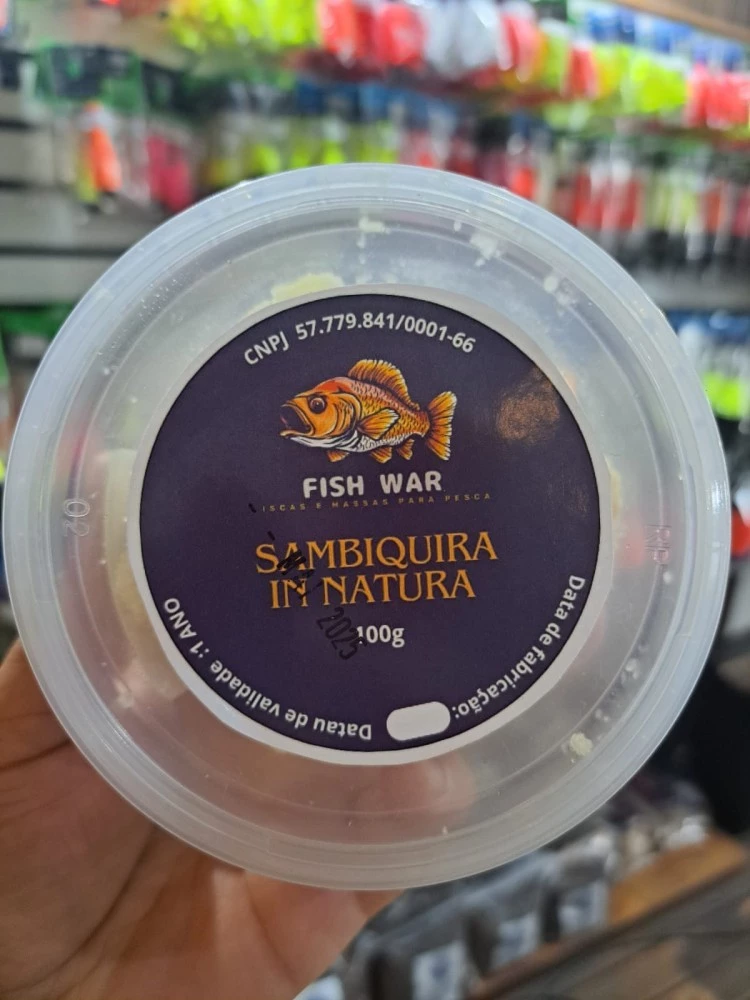 CNPJ 57.779.841/0001-66
FISH WAR
ISCAS E MASSAS PARA PESCA
SAMBIQUIRA
IN NATURA
100g
2025
Data de fabricação:
Datau de validade :1 ANO
02